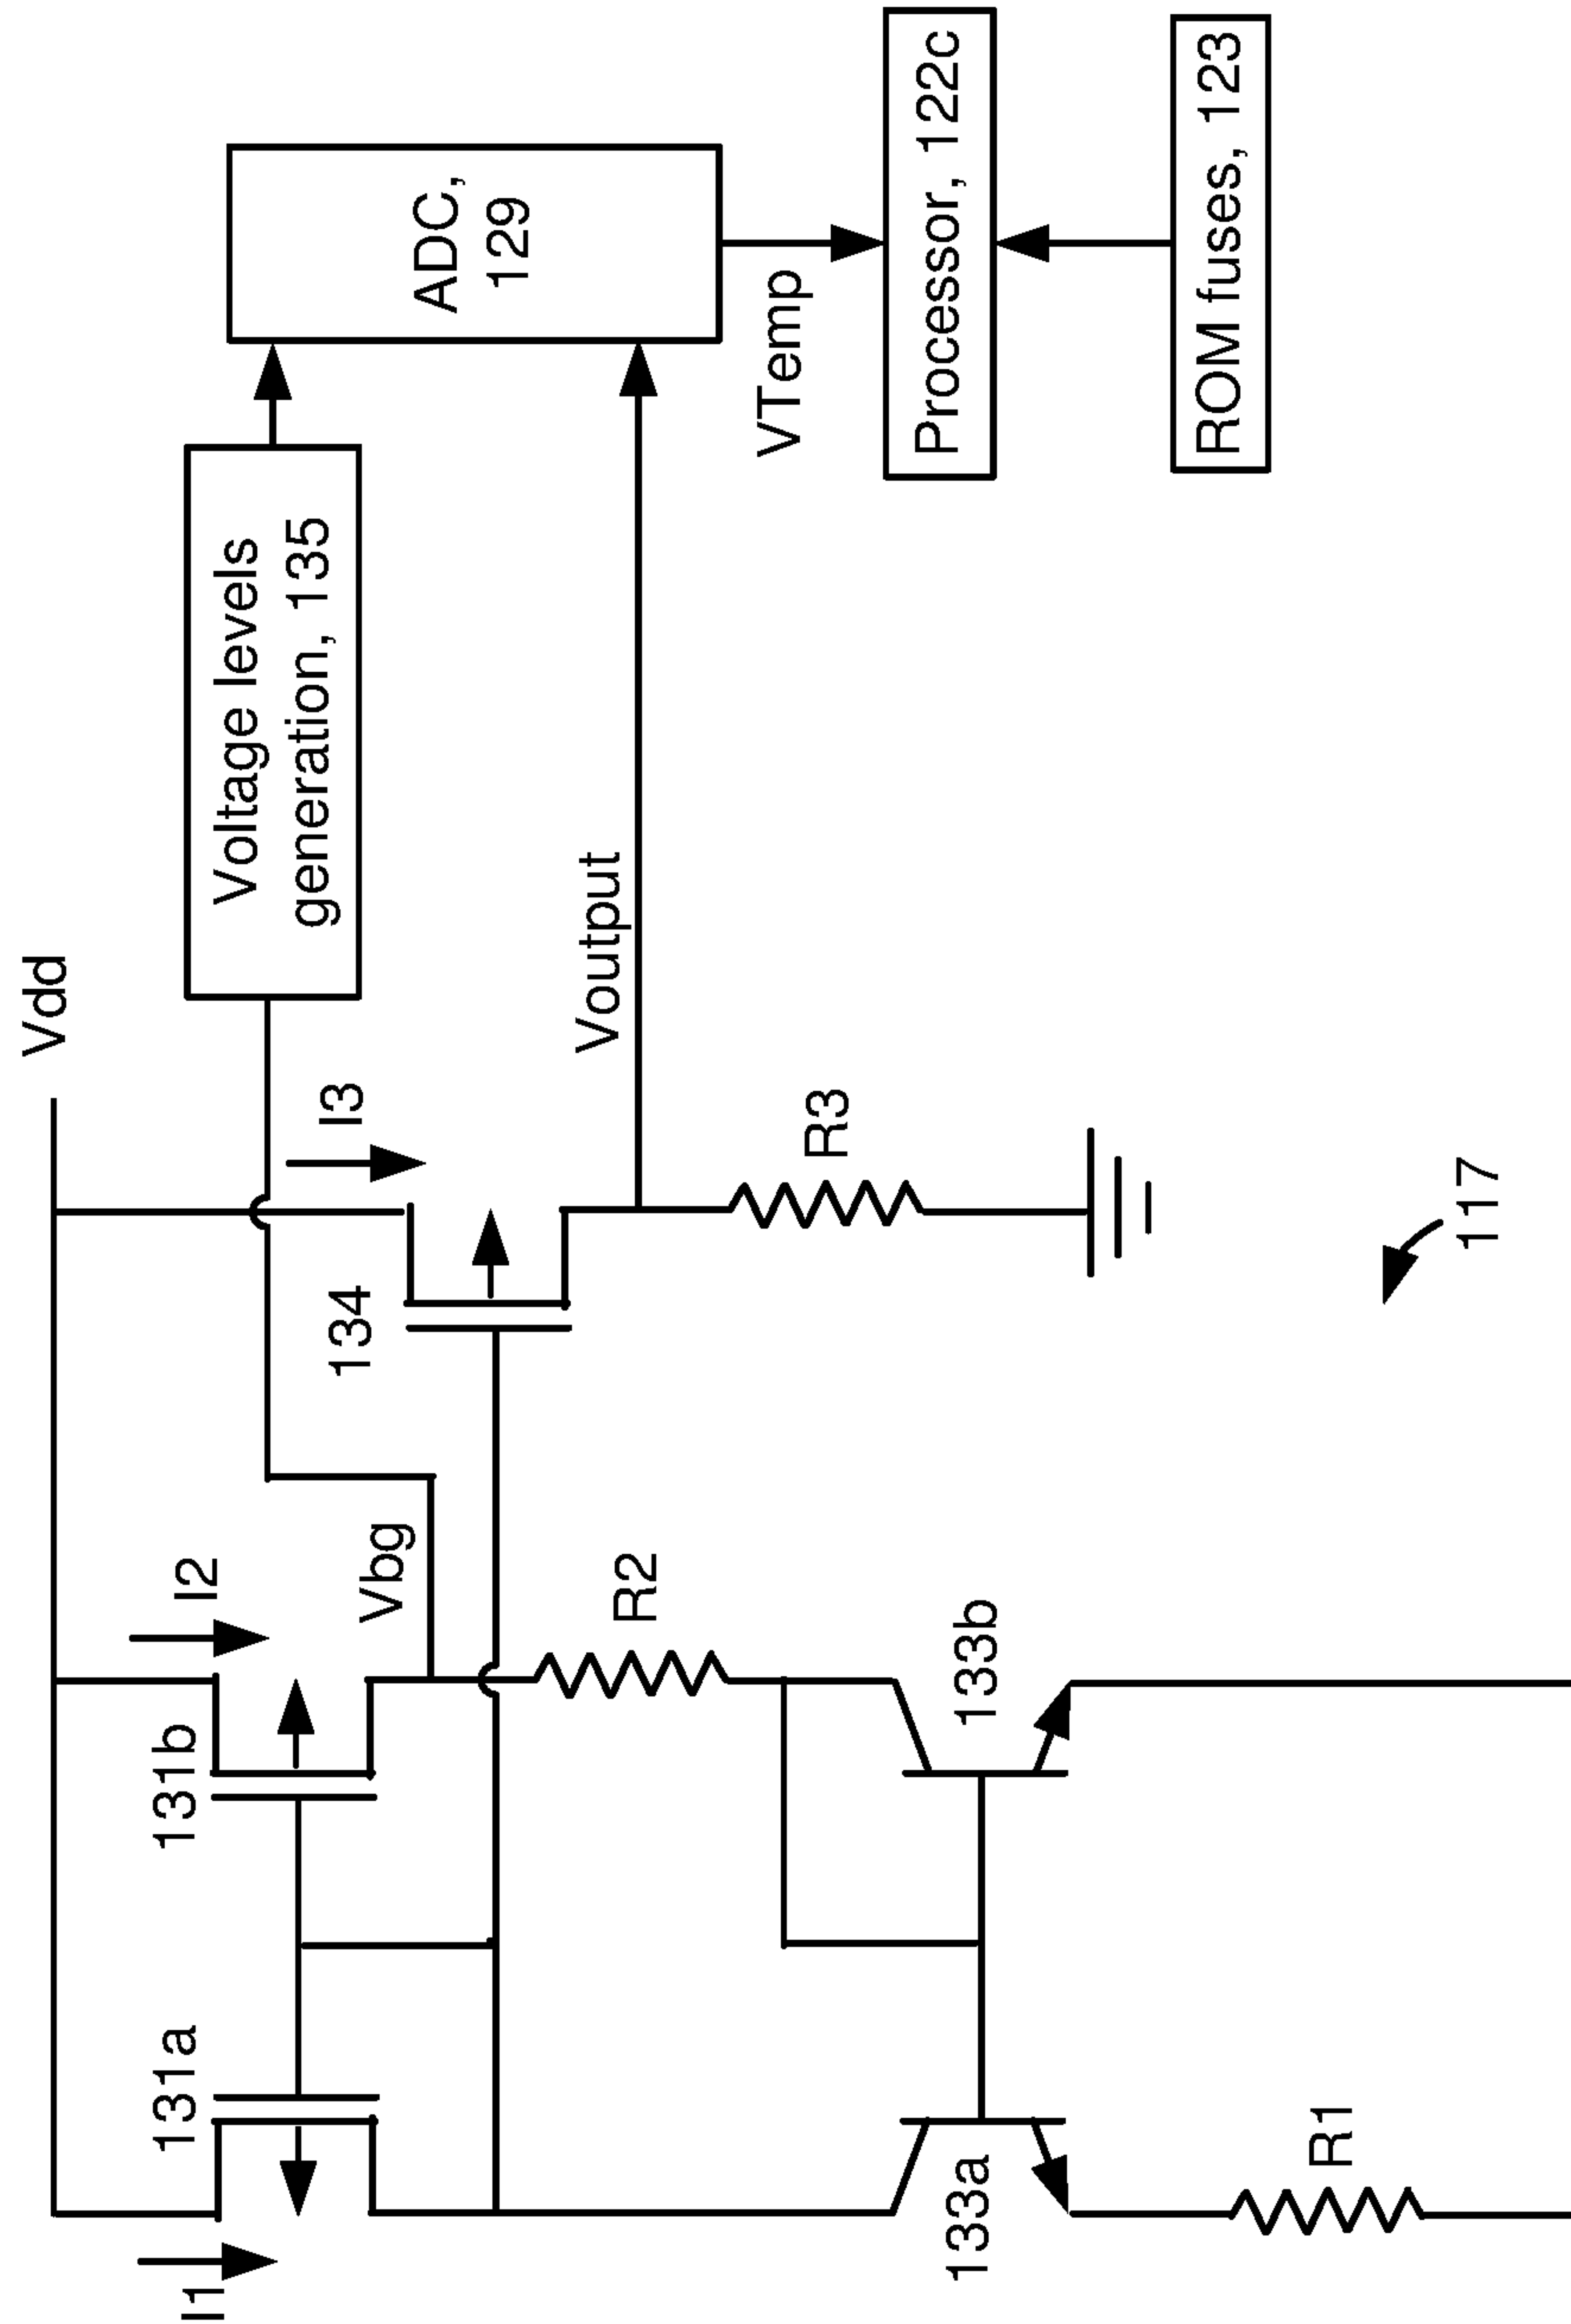 Vdd
I1
131a
131b
I2
I3
134
Vbg
Voltage levels
generation, 135
ADC,
129
Voutput
R2
R3
VTemp
133a
133b
Processor, 122c
R1
ROM fuses, 123
117